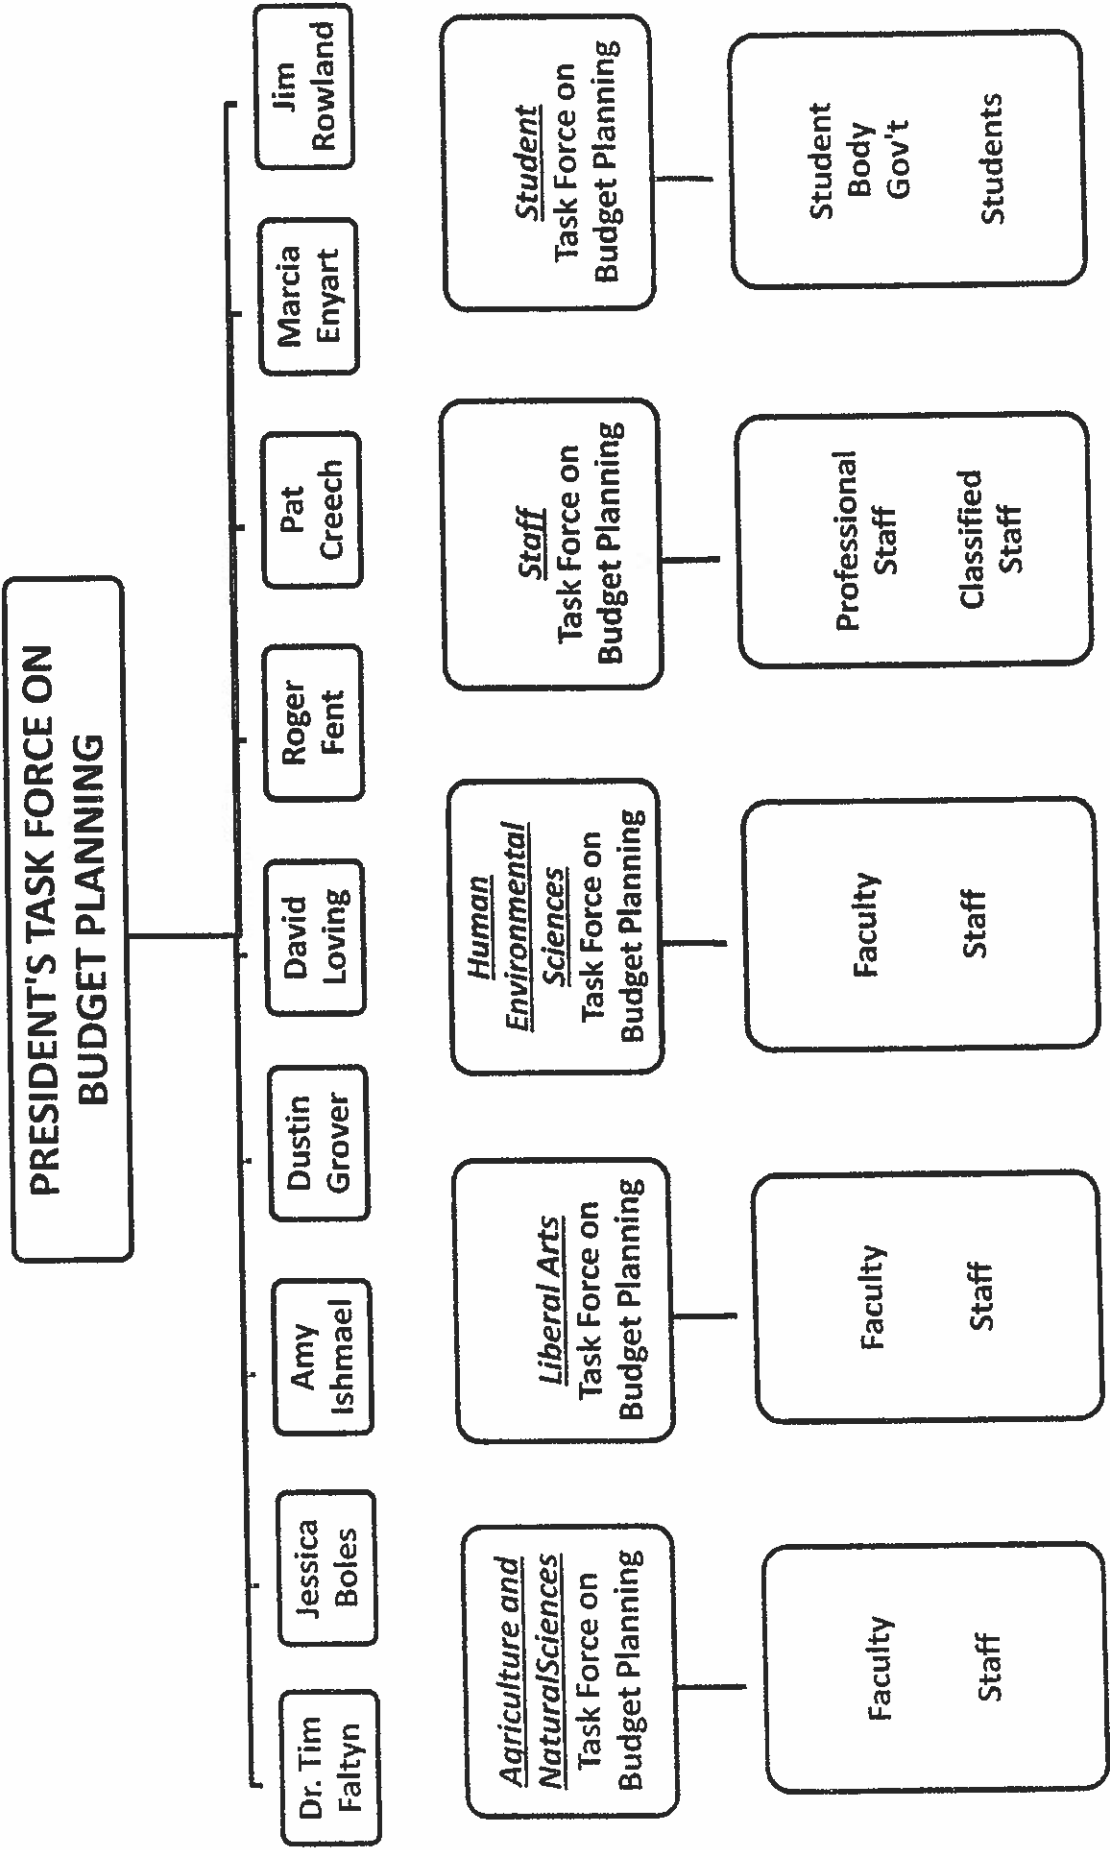 PRESIDENT'S TASK FORCE ON
BUDGET PLANNING
Dr. Tim
Faltyn
Jessica
Boles
Amy
Ishmael
Dustin
Grover
David
Loving
Roger
Fent
Pat
Creech
Marcia
Enyart
Jim
Rowland
Agriculture and
NaturalSciences
Task Force on
Budget Planning
Liberal Arts
Task Force on
Budget Planning
Human
Environmental
Sciences
Task Force on
Budget Planning
Staff
Task Force on
Budget Planning
Student
Task Force on
Budget Planning
Faculty
Staff
Faculty
Staff
Faculty
Staff
Professional
Staff
Classified
Staff
Student
Body
Gov't
Students